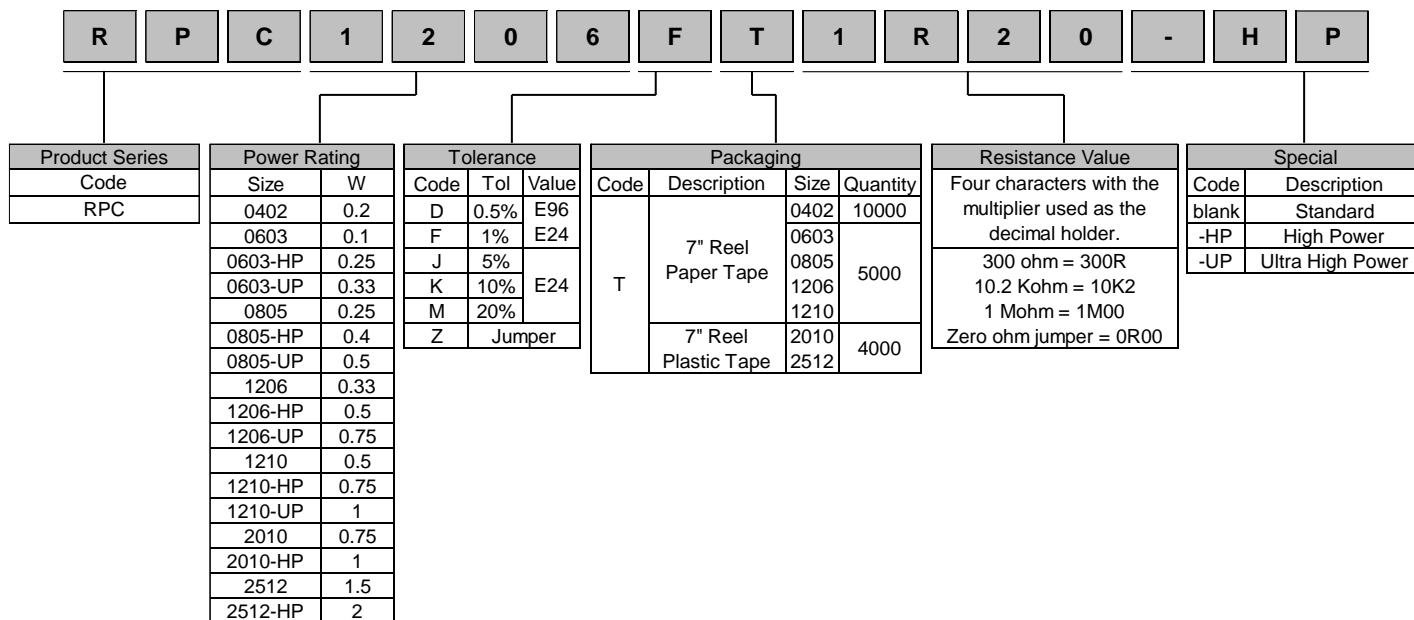 R P C 1 2 0 6 F T 1 R 2 0 - H P
Product Series
Code
RPC
Power Rating
Size W
0402 0.2
0603 0.1
0603-HP 0.25
0603-UP 0.33
0805 0.25
0805-HP 0.4
0805-UP 0.5
1206 0.33
1206-HP 0.5
1206-UP 0.75
1210 0.5
1210-HP 0.75
1210-UP 1
2010 0.75
2010-HP 1
2512 1.5
2512-HP 2
Tolerance
Code Tol Value
D 0.5% E96
F 1% E24
J 5%
K 10% E24
M 20%
Z Jumper
Packaging
Code Description Size Quantity
T
7" Reel
Paper Tape
0402 10000
0603
0805
1206
1210
5000
7" Reel
Plastic Tape
2010
2512
4000
Resistance Value
Four characters with the
multiplier used as the
decimal holder.
300 ohm = 300R
10.2 Kohm = 10K2
1 Mohm = 1M00
Zero ohm jumper = 0R00
Special
Code Description
blank Standard
-HP High Power
-UP Ultra High Power